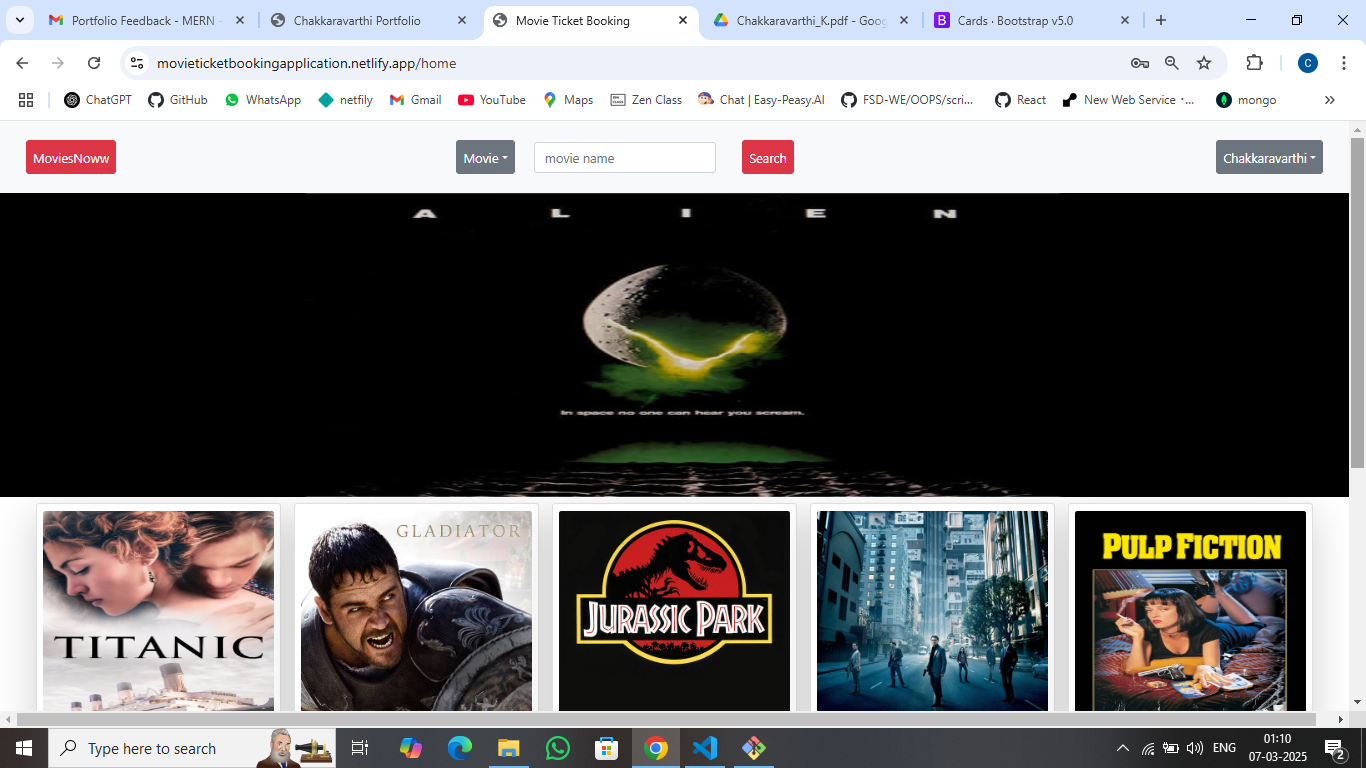 Portfolio Feedback - MERN -
Chakkaravarthi Portfolio
Movie Ticket Booking
Chakkaravarthi_K.pdf - Goog
Cards · Bootstrap v5.0
movieticketbookingapplication.netlify.app/home
C
ChatGPT
GitHub
WhatsApp
netfily
Gmail
YouTube
Maps
Zen Class
Chat | Easy-Peasy.AI
FSD-WE/OOPS/scri...
React
New Web Service · ...
mongo
MoviesNoww
Movie
movie name
Search
Chakkaravarthi
A L I E N
In space no one can hear you scream.
TITANIC
GLADIATOR
JURASSIC PARK
PULP FICTION
Type here to search
ENG
01:10
07-03-2025
2